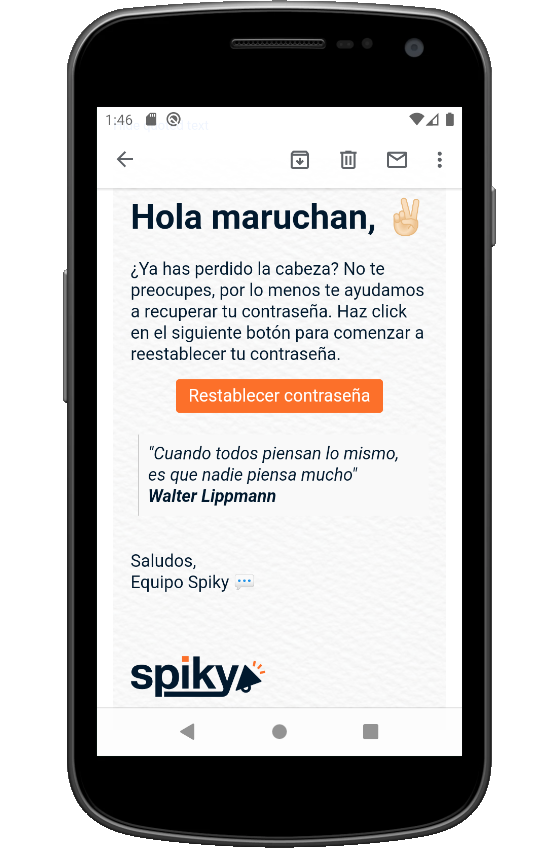 1:46
Hola maruchan, ✌🏻
¿Ya has perdido la cabeza? No te
preocupes, por lo menos te ayudamos
a recuperar tu contraseña. Haz click
en el siguiente botón para comenzar a
reestablecer tu contraseña.
Restablecer contraseña
"Cuando todos piensan lo mismo,
es que nadie piensa mucho"
Walter Lippmann
Saludos,
Equipo Spiky 💬
spiky